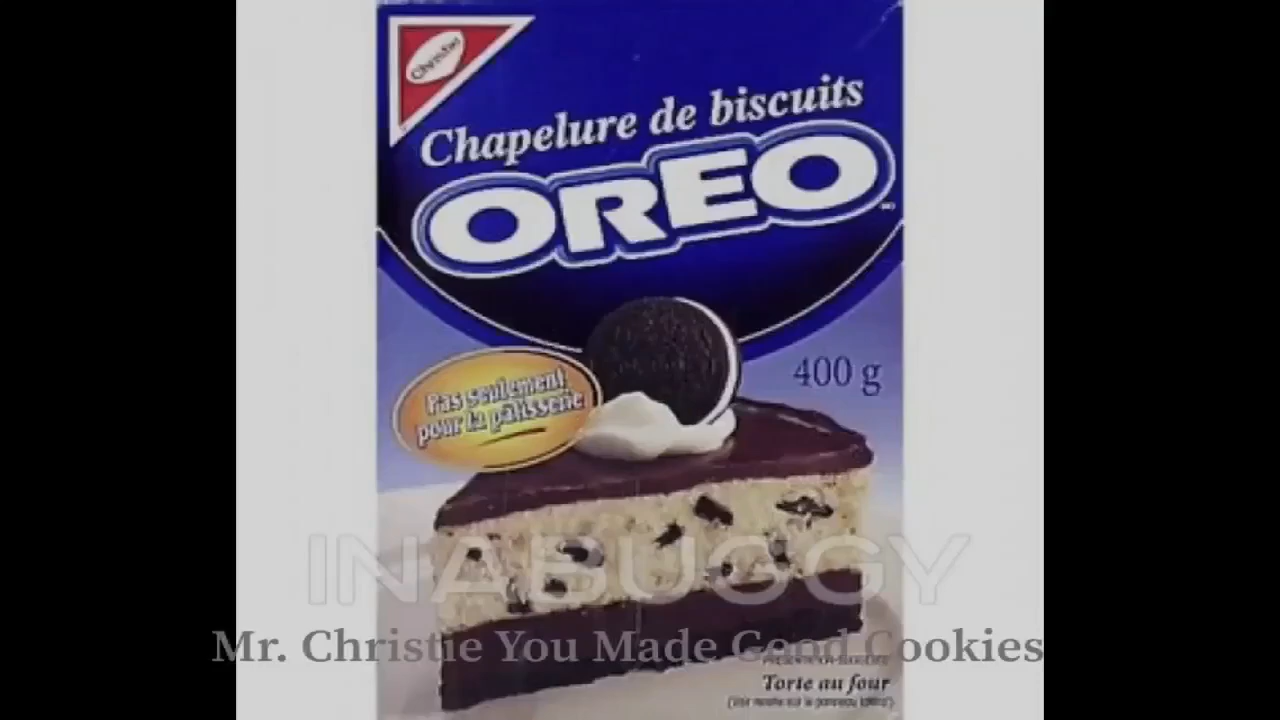 Christie
Chapelure de biscuits
OREO
400 g
Pas seulement
pour la pâtisserie
INABUGGY
Mr. Christie You Made Good Cookies
Torte au four